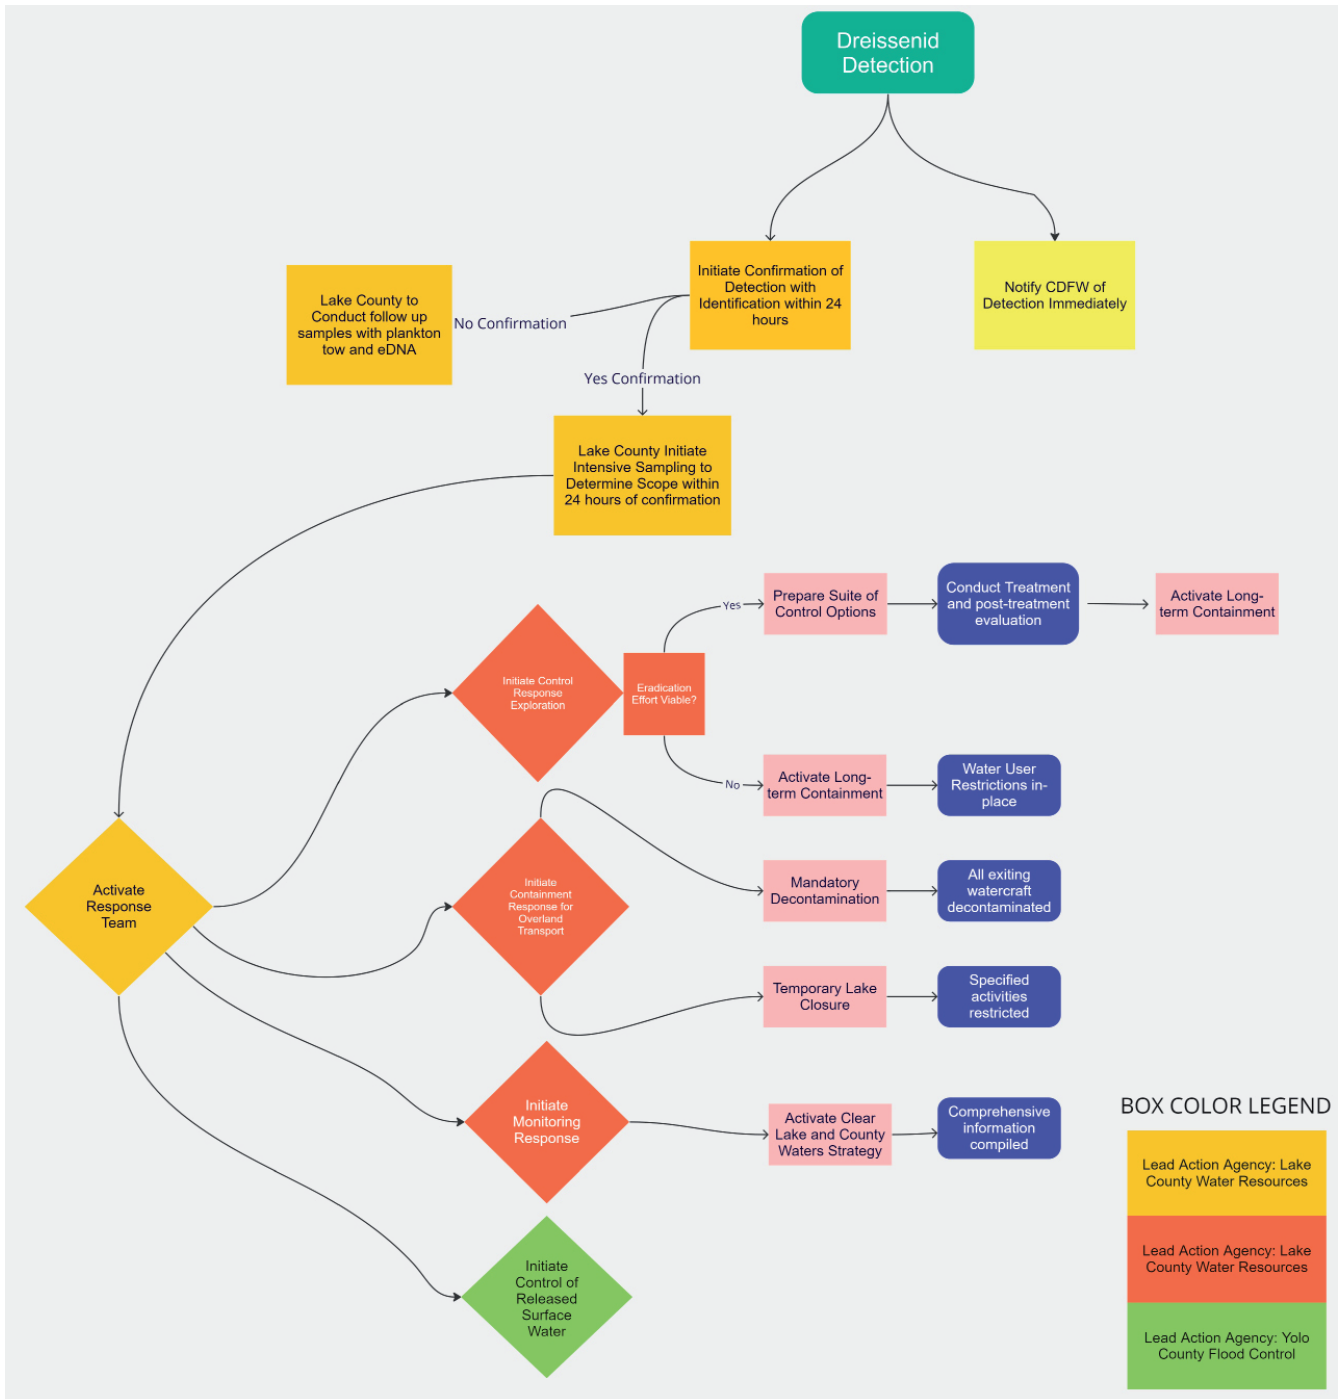 Dreissenid
Detection
Initiate Confirmation of
Detection with
Identification within 24
hours
Notify CDFW of
Detection Immediately
Lake County to
Conduct follow up
samples with plankton
tow and eDNA
No Confirmation
Yes Confirmation
Lake County Initiate
Intensive Sampling to
Determine Scope within
24 hours of confirmation
Activate
Response
Team
Initiate Control
Response
Exploration
Eradication
Effort Viable?
Yes
Prepare Suite of
Control Options
Conduct Treatment
and post-treatment
evaluation
Activate Long-
term Containment
No
Activate Long-
term Containment
Water User
Restrictions in-
place
Initiate
Containment
Response for
Overland
Transport
Mandatory
Decontamination
All exiting
watercraft
decontaminated
Temporary Lake
Closure
Specified
activities
restricted
Initiate
Monitoring
Response
Activate Clear
Lake and County
Waters Strategy
Comprehensive
information
compiled
Initiate
Control of
Released
Surface
Water
BOX COLOR LEGEND
Lead Action Agency: Lake
County Water Resources
Lead Action Agency: Lake
County Water Resources
Lead Action Agency: Yolo
County Flood Control